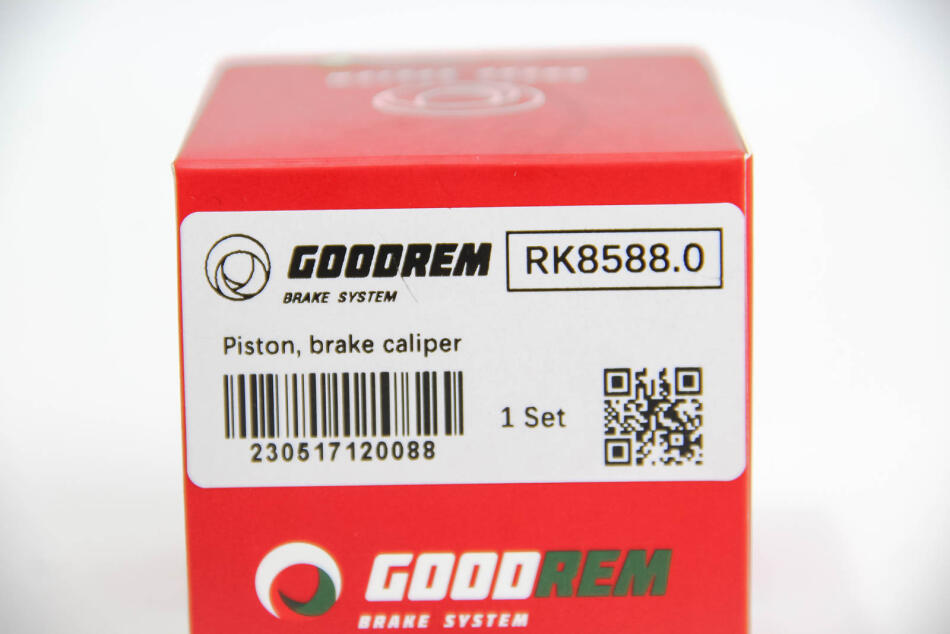 GOODREM
BRAKE SYSTEM
RK8588.0
Piston, brake caliper
230517120088
1 Set
GOODREM
BRAKE SYSTEM